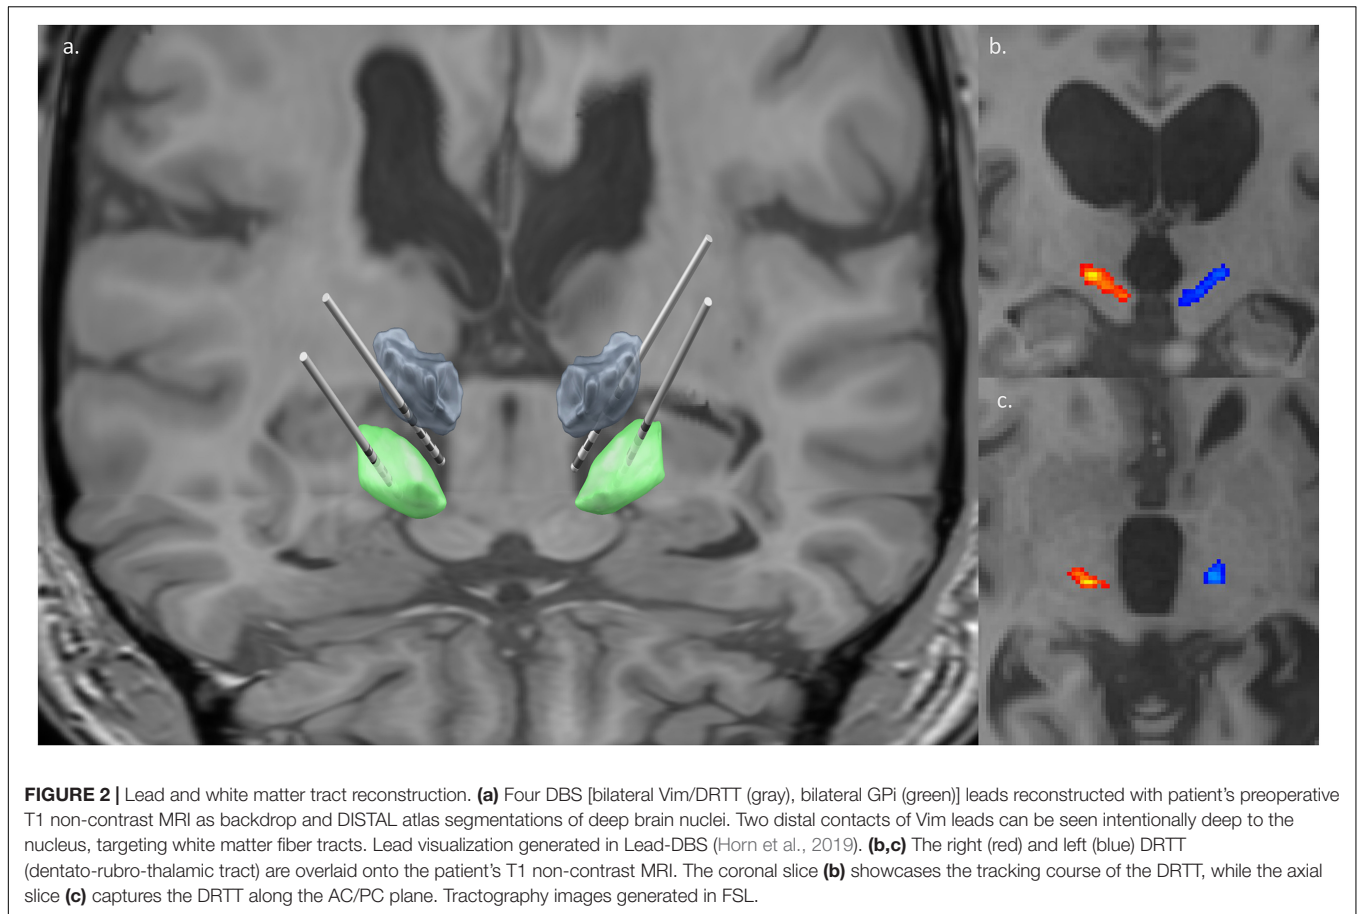 a.
b.
c.
FIGURE 2 | Lead and white matter tract reconstruction. (a) Four DBS [bilateral Vim/DRTT (gray), bilateral GPi (green)] leads reconstructed with patient's preoperative
T1 non-contrast MRI as backdrop and DISTAL atlas segmentations of deep brain nuclei. Two distal contacts of Vim leads can be seen intentionally deep to the
nucleus, targeting white matter fiber tracts. Lead visualization generated in Lead-DBS (Horn et al., 2019). (b,c) The right (red) and left (blue) DRTT
(dentato-rubro-thalamic tract) are overlaid onto the patient's T1 non-contrast MRI. The coronal slice (b) showcases the tracking course of the DRTT, while the axial
slice (c) captures the DRTT along the AC/PC plane. Tractography images generated in FSL.